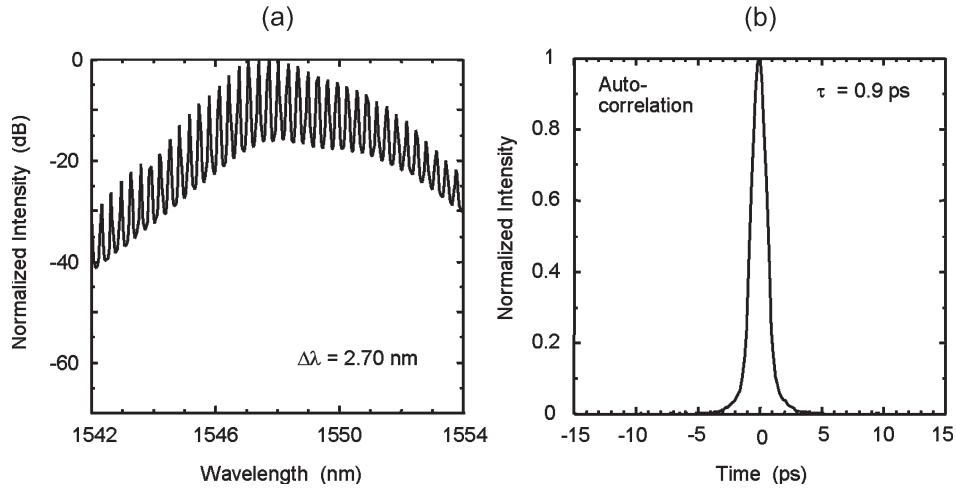 (a)
Normalized Intensity (dB)
0
-20
-40
-60
1542
1546
1550
1554
Δλ = 2.70 nm
Wavelength (nm)
(b)
Normalized Intensity
1
0.8
0.6
0.4
0.2
0
-15
-10
-5
0
5
10
15
Auto-
correlation
τ = 0.9 ps
Time (ps)